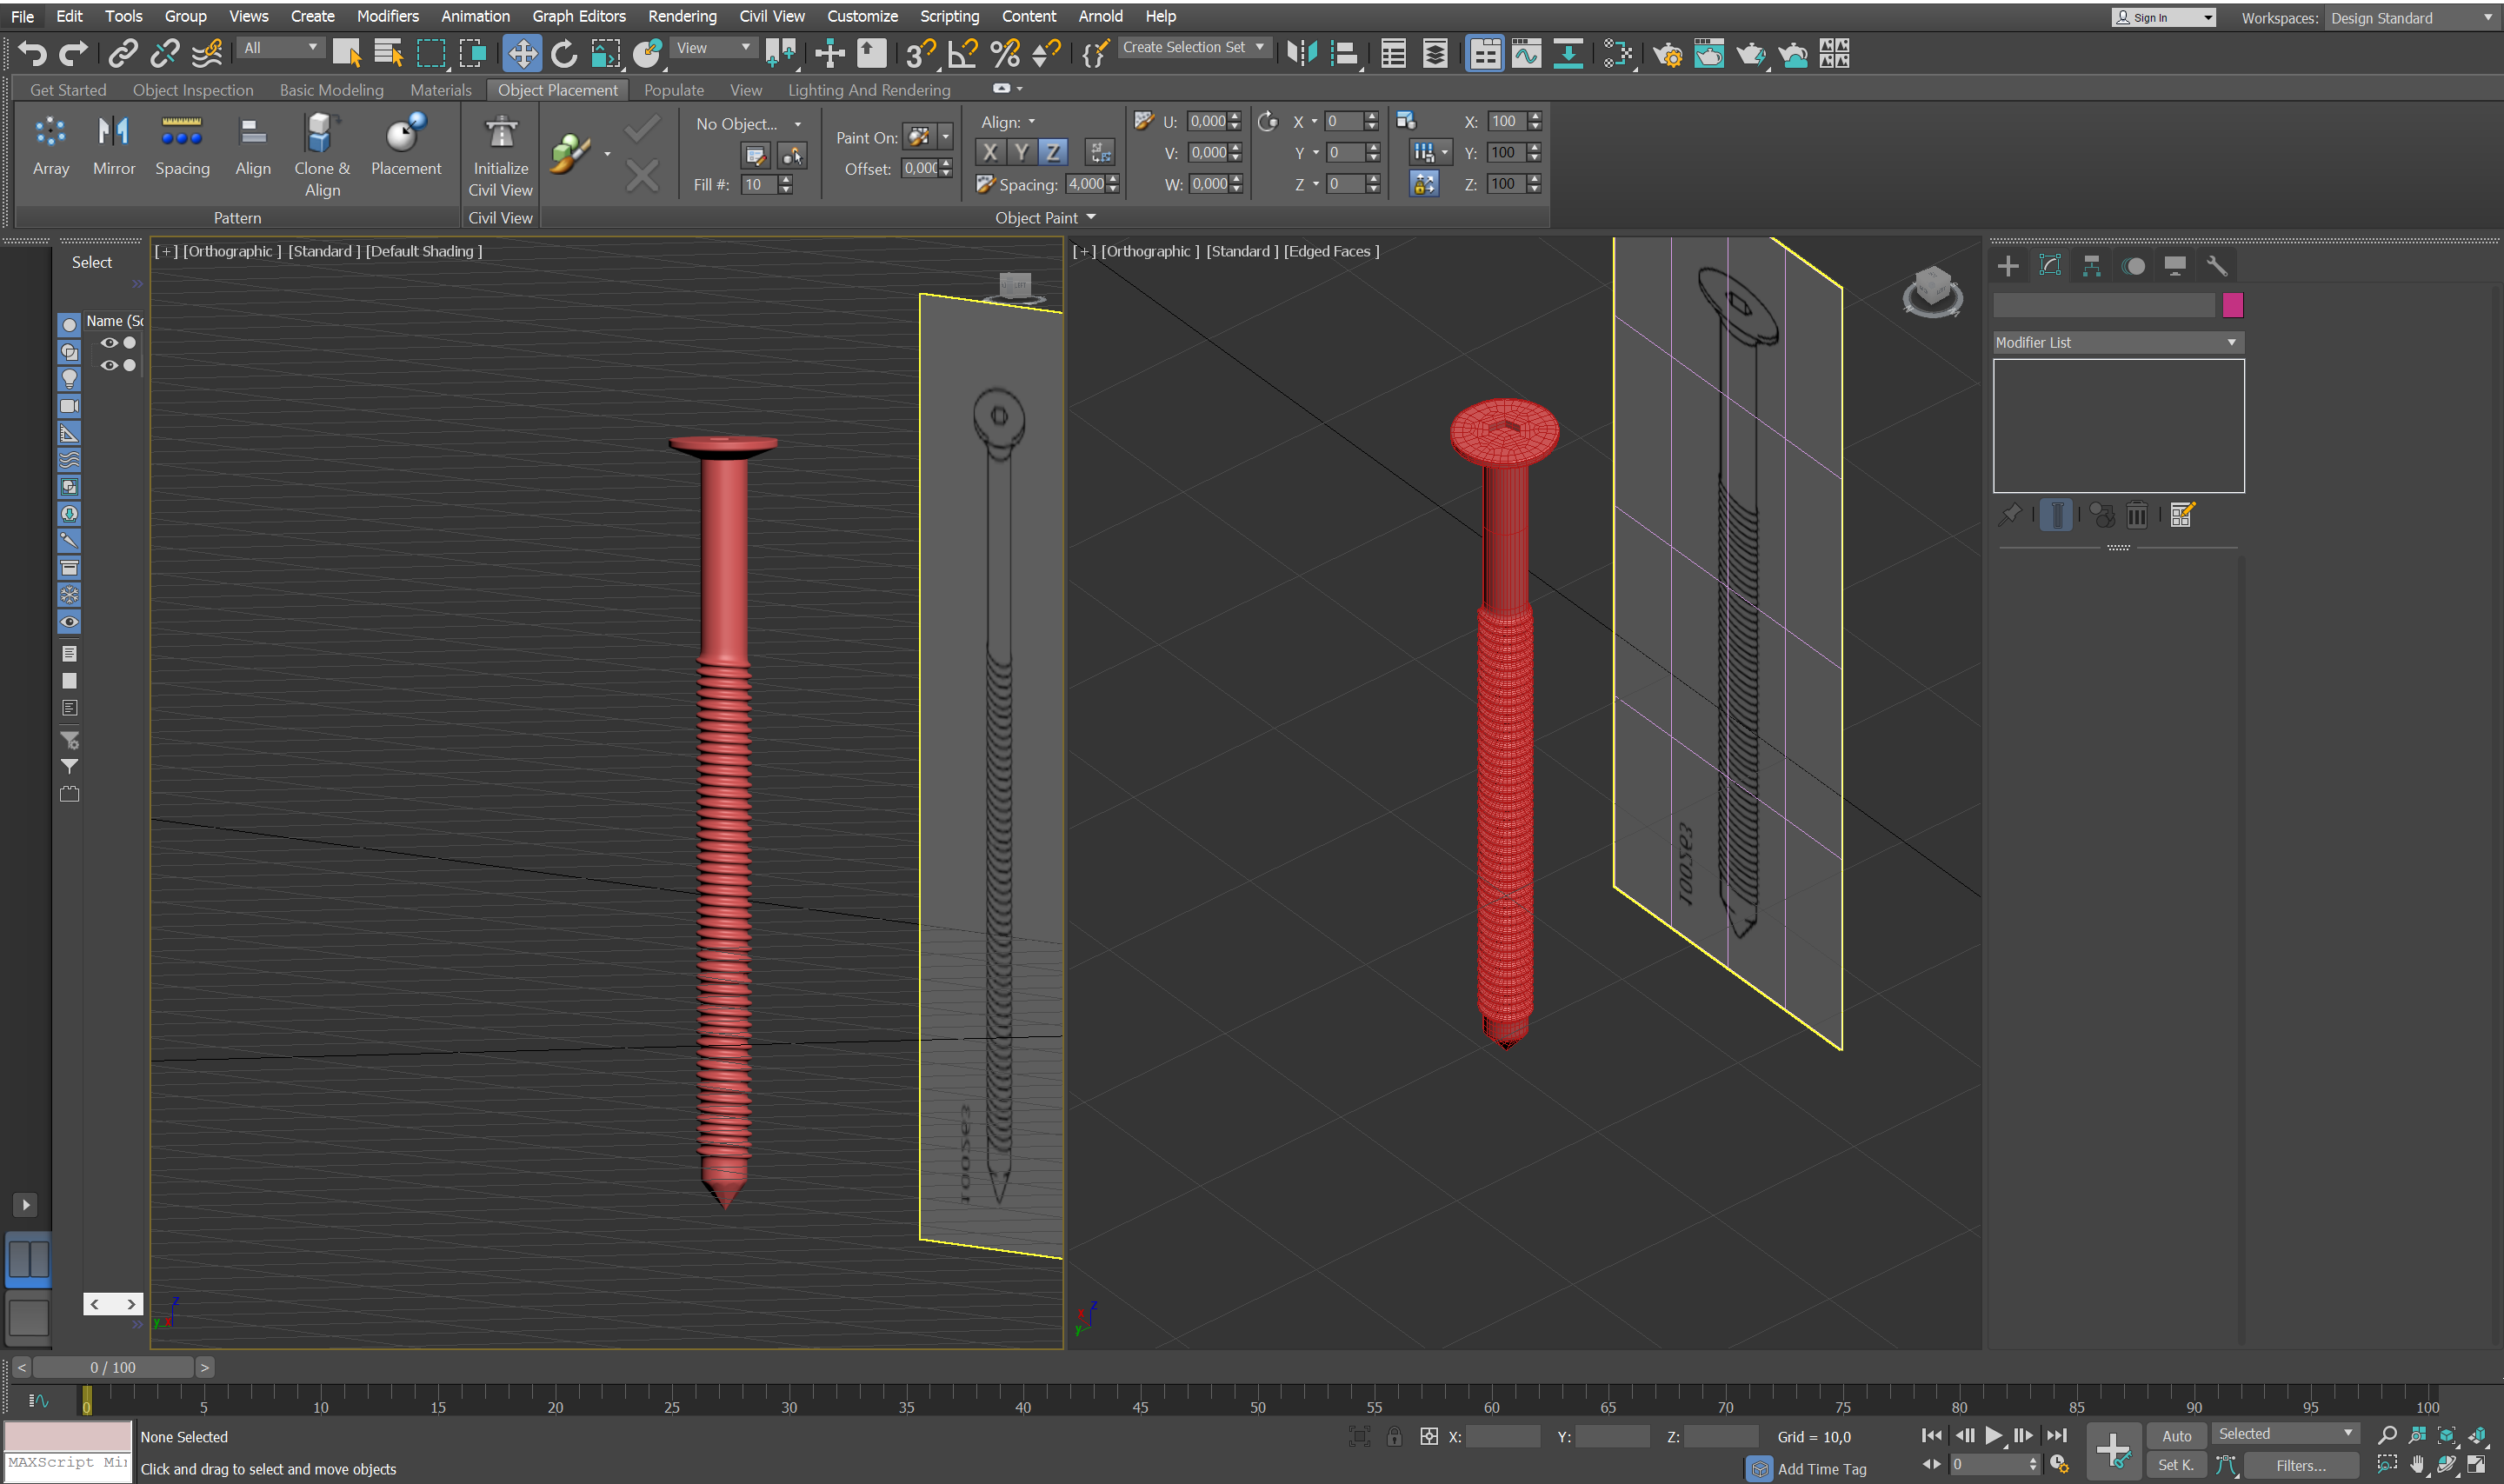 File Edit Tools Group Views Create Modifiers Animation Graph Editors Rendering Civil View Customize Scripting Content Arnold Help
Sign In Workspaces: Design Standard
All View 3 Create Selection Set
Get Started Object Inspection Basic Modeling Materials Object Placement Populate View Lighting And Rendering
Array Mirror Spacing Align Clone & Align Placement
Pattern
Initialize Civil View
Civil View
No Object...
Fill #: 10
Paint On:
Offset: 0,000
Align:
X Y Z
Spacing: 4,000
U: 0,000
V: 0,000
W: 0,000
X 0
Y 0
Z 0
X: 100
Y: 100
Z: 100
Object Paint
Select
Name (So
[+] [Orthographic ] [Standard ] [Default Shading ]
[+] [Orthographic ] [Standard ] [Edged Faces ]
Modifier List
z
y x
z
x
y
< 0 / 100 >
0 5 10 15 20 25 30 35 40 45 50 55 60 65 70 75 80 85 90 95 100
None Selected
X: Y: Z: Grid = 10,0
Auto Selected
MAXScript Mi
Click and drag to select and move objects
Add Time Tag
0
Set K. Filters...